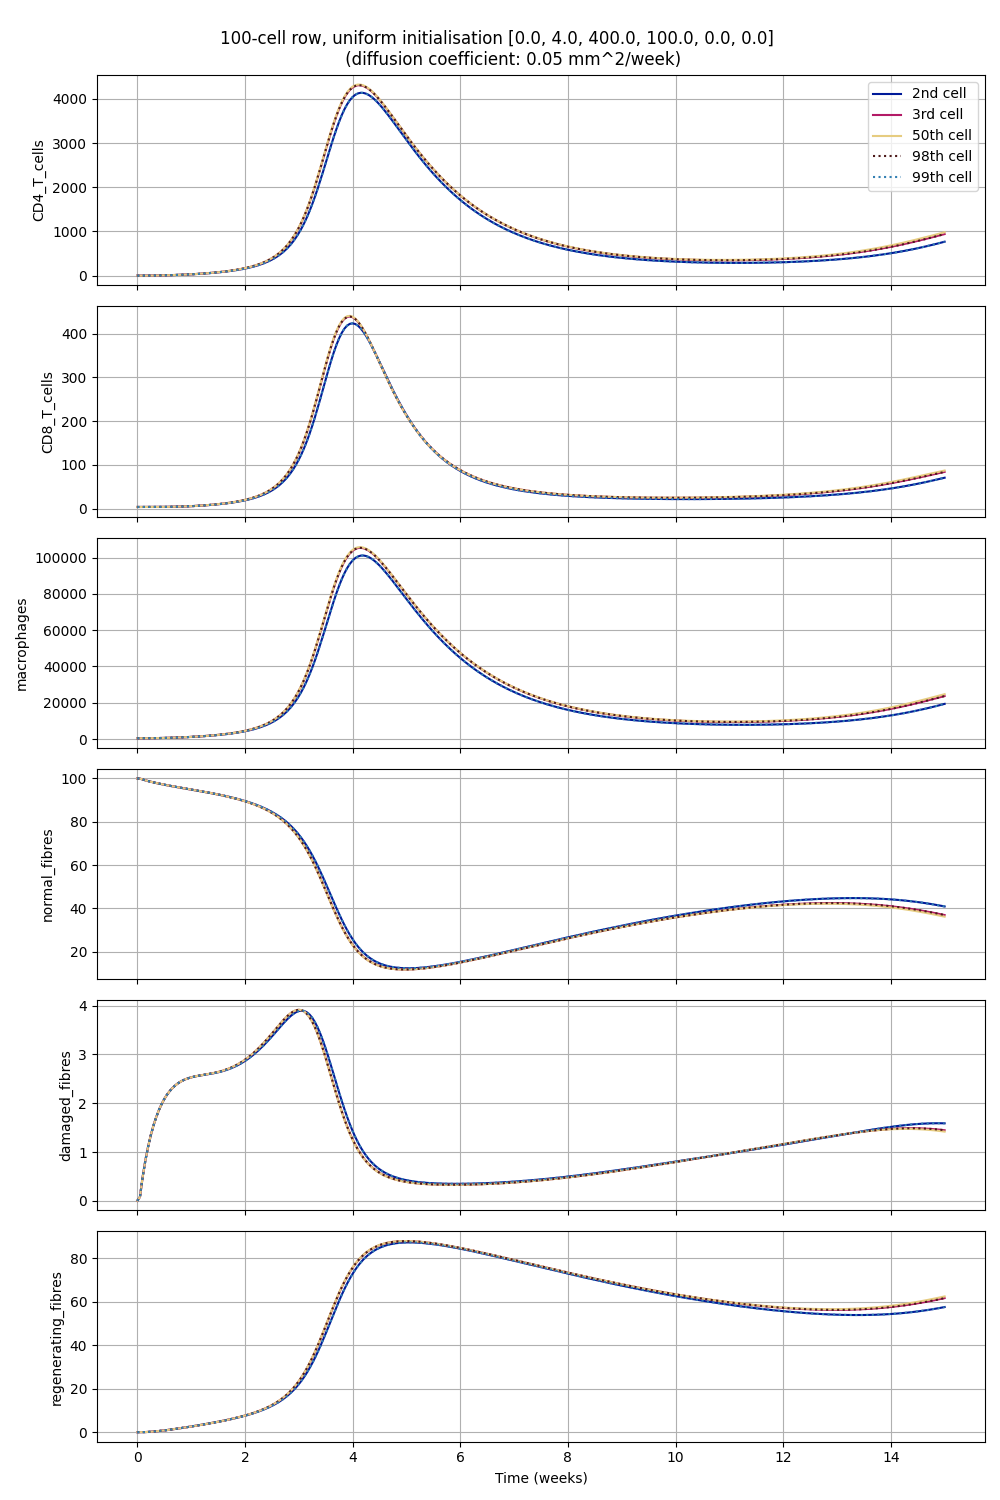 100-cell row, uniform initialisation [0.0, 4.0, 400.0, 100.0, 0.0, 0.0]
(diffusion coefficient: 0.05 mm^2/week)
2nd cell
3rd cell
50th cell
98th cell
99th cell
CD4_T_cells
4000
3000
2000
1000
0
CD8_T_cells
400
300
200
100
0
macrophages
100000
80000
60000
40000
20000
0
normal_fibres
100
80
60
40
20
damaged_fibres
4
3
2
1
0
regenerating_fibres
80
60
40
20
0
0 2 4 6 8 10 12 14
Time (weeks)